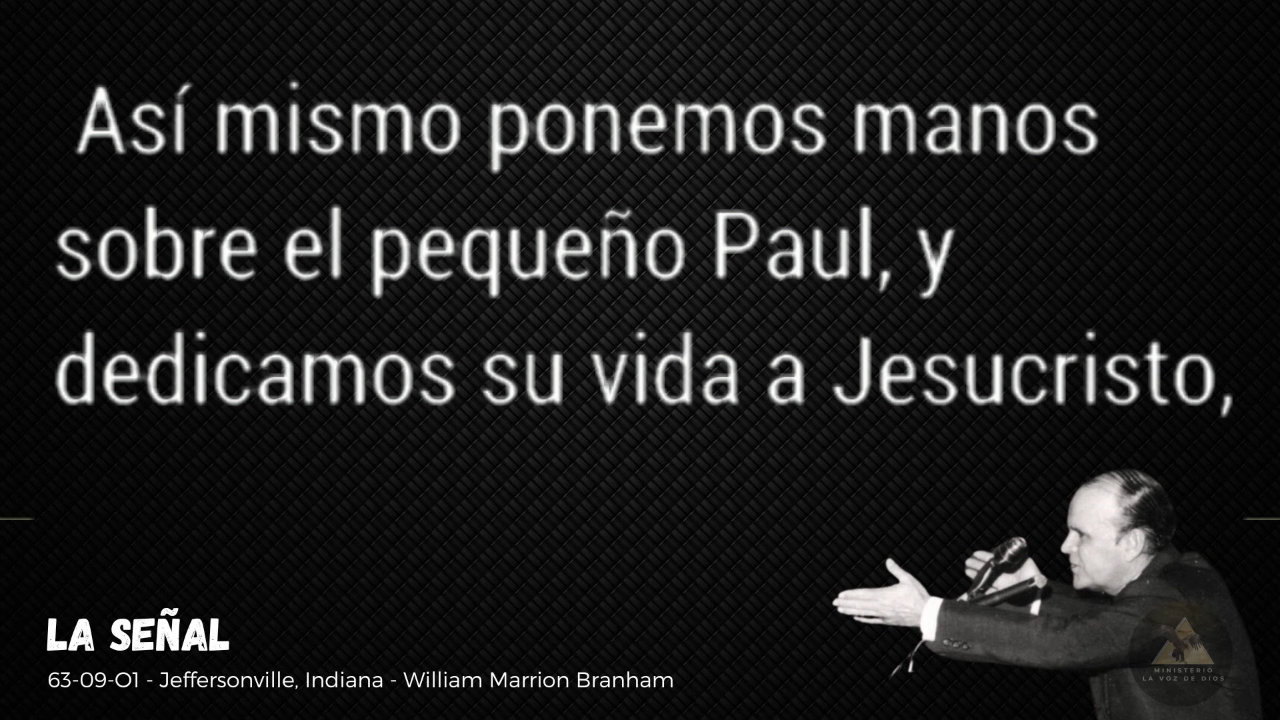 Así mismo ponemos manos
sobre el pequeño Paul, y
dedicamos su vida a Jesucristo,
LA SEÑAL
63-09-01 - Jeffersonville, Indiana - William Marrion Branham
MINISTERIO
LA VOZ DE DIOS